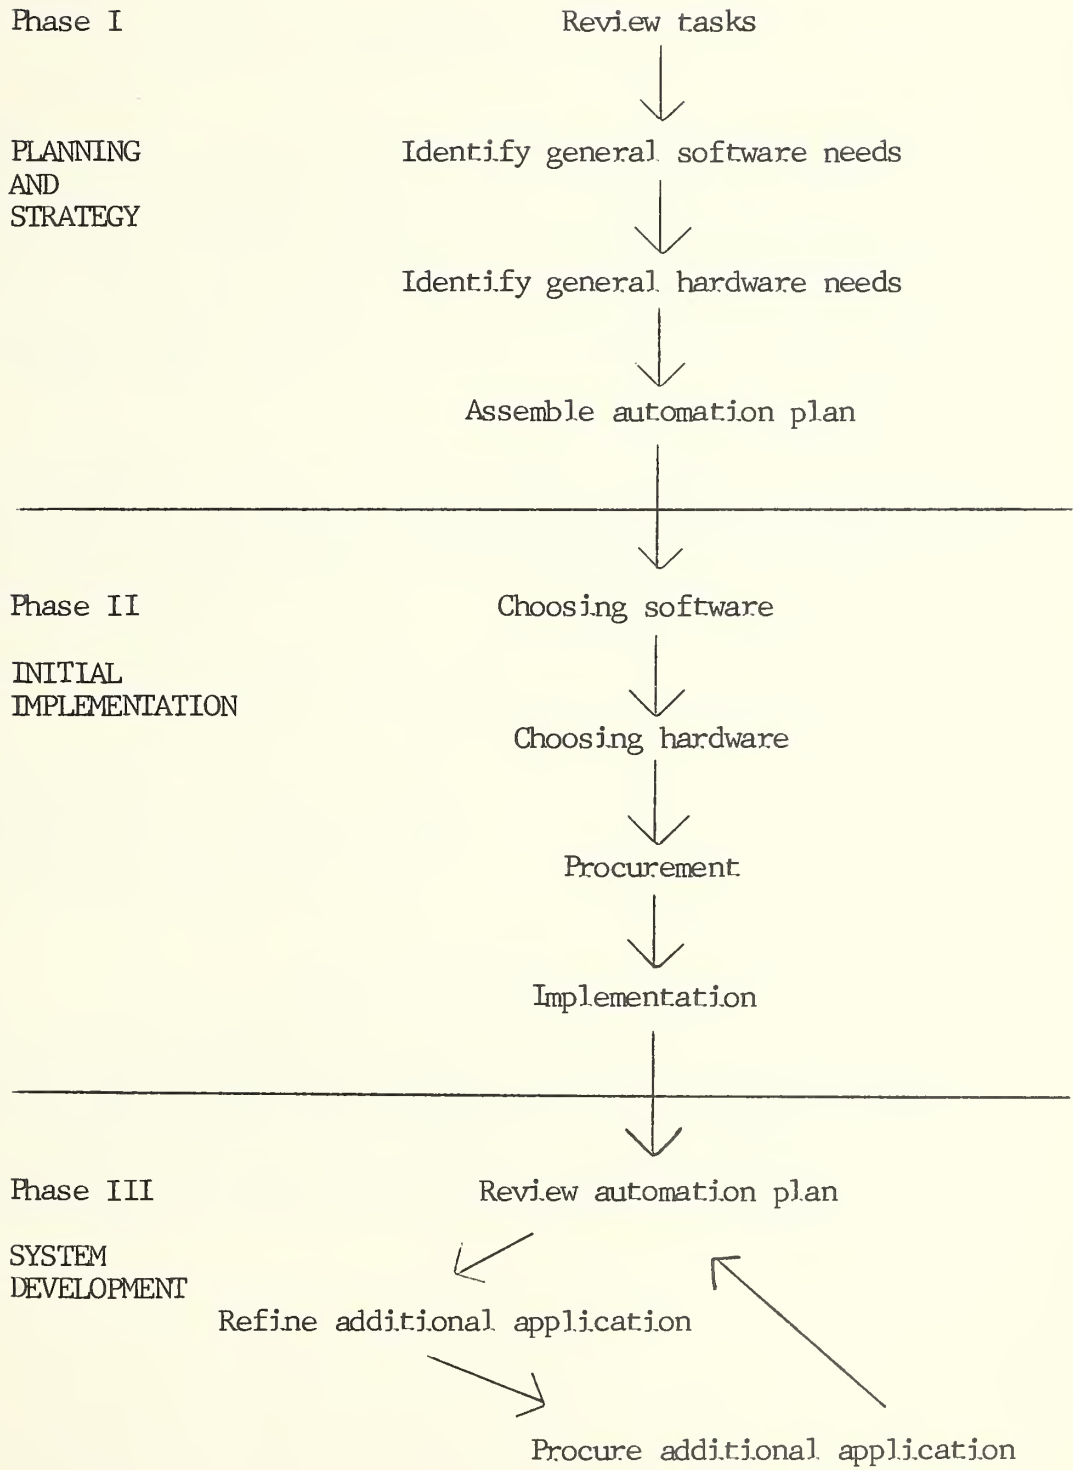 Phase I
Review tasks
PLANNING
AND
STRATEGY
Identify general software needs
Identify general hardware needs
Assemble automation plan
Phase II
Choosing software
INITIAL
IMPLEMENTATION
Choosing hardware
Procurement
Implementation
Phase III
Review automation plan
SYSTEM
DEVELOPMENT
Refine additional application
Procure additional application